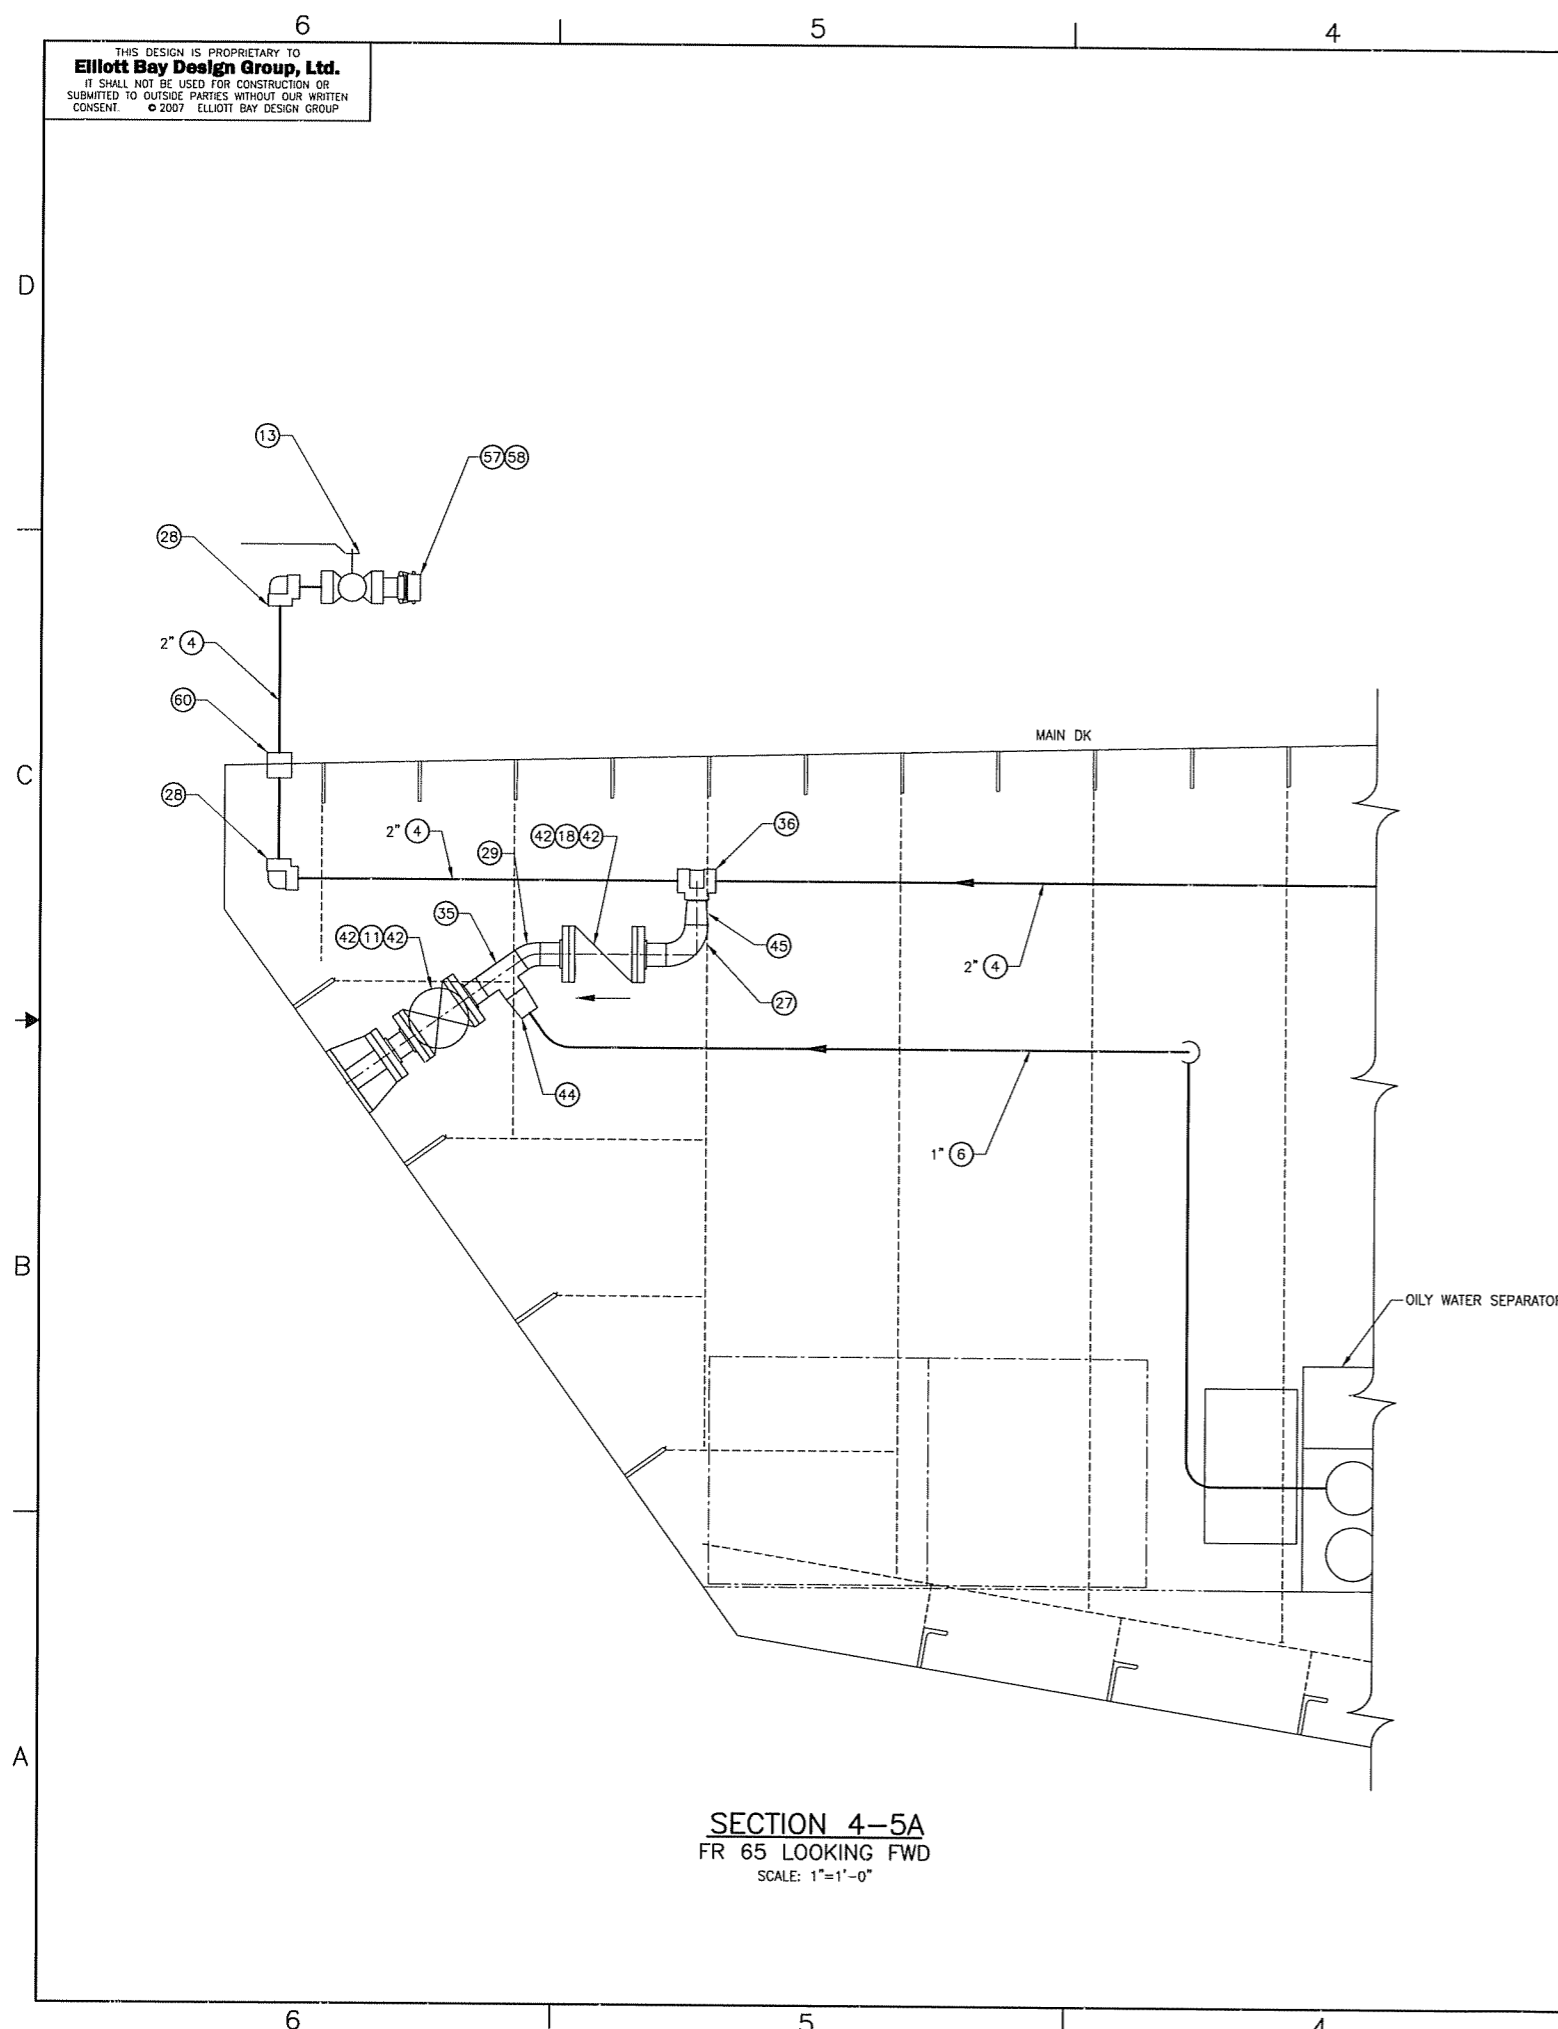 6 5 4
THIS DESIGN IS PROPRIETARY TO
Elliott Bay Design Group, Ltd.
IT SHALL NOT BE USED FOR CONSTRUCTION OR
SUBMITTED TO OUTSIDE PARTIES WITHOUT OUR WRITTEN
CONSENT. © 2007 ELLIOTT BAY DESIGN GROUP
D
13
57 58
28
2" 4
60
MAIN DK
C
28
2" 4
42 18 42
36
29
35
42 11 42
45
2" 4
27
44
1" 6
B
OILY WATER SEPARATOR
A
SECTION 4-5A
FR 65 LOOKING FWD
SCALE: 1"=1'-0"
6 5 4